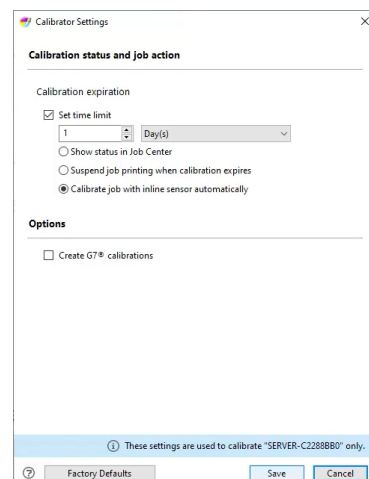 Calibrator Settings
Calibration status and job action
Calibration expiration
Set time limit
1 Day(s)
Show status in Job Center
Suspend job printing when calibration expires
Calibrate job with inline sensor automatically
Options
Create G7® calibrations
These settings are used to calibrate "SERVER-C2288BB0" only.
Factory Defaults Save Cancel